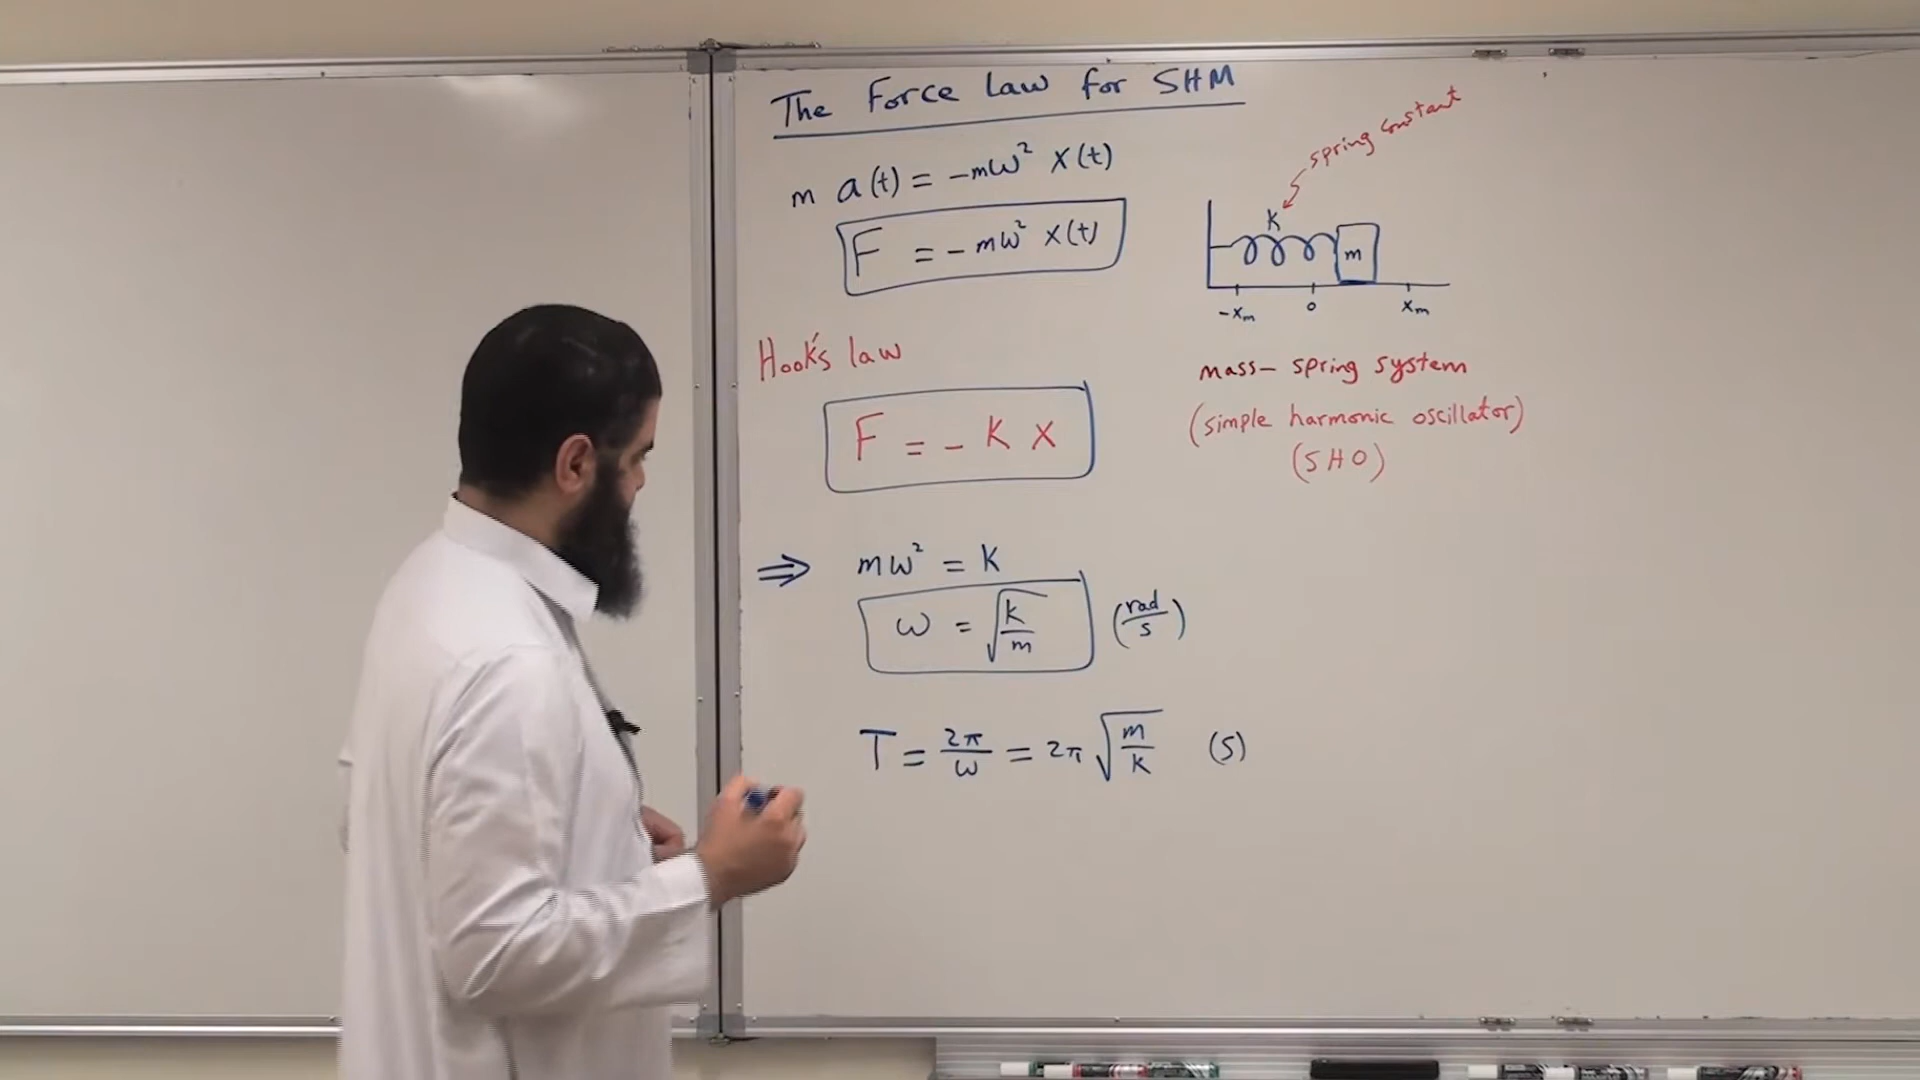 The Force Law for SHM
m a(t) = -mω² x(t)
F = -mω² x(t)
spring constant
K
m
-xₘ 0 xₘ
Hook's law
F = - K x
mass- spring system
(simple harmonic oscillator)
(SHO)
⇒ mω² = K
ω = √(k/m) (rad/s)
T = 2π/ω = 2π √(m/k) (s)